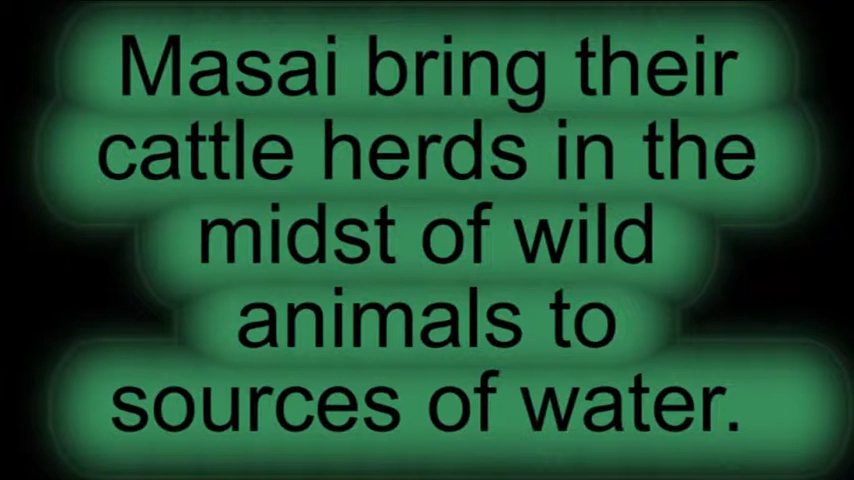 Masai bring their
cattle herds in the
midst of wild
animals to
sources of water.